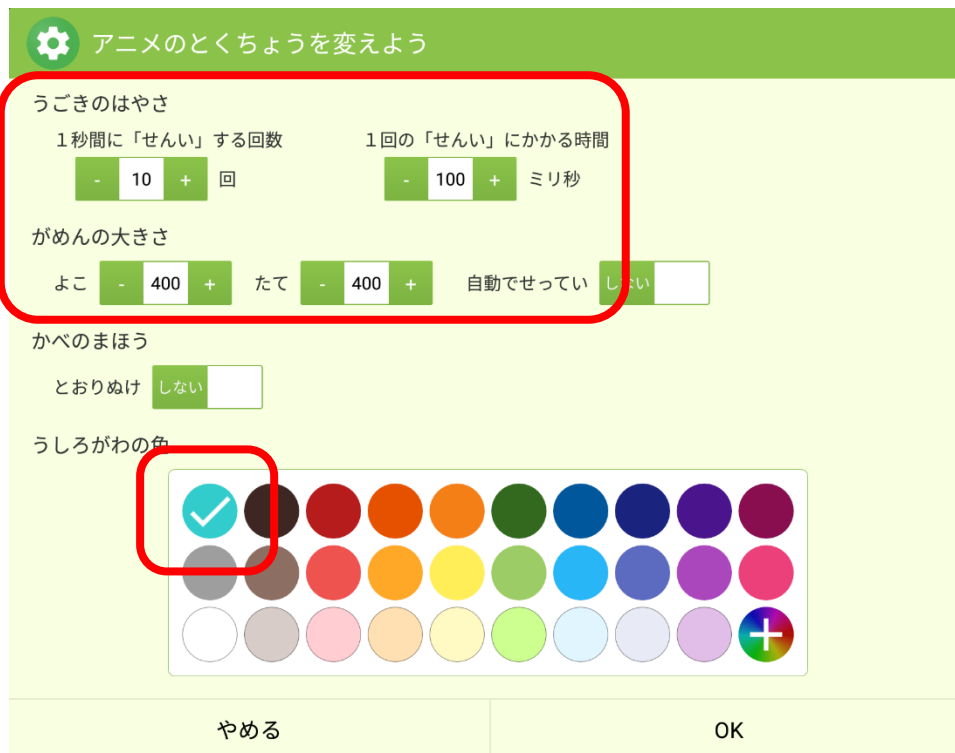 アニメのとくちょうを変えよう
うごきのはやさ
１秒間に「せんい」する回数 １回の「せんい」にかかる時間
- 10 + 回 - 100 + ミリ秒
がめんの大きさ
よこ - 400 + たて - 400 + 自動でせってい しない
かべのまほう
とおりぬけ しない
うしろがわの色
やめる OK